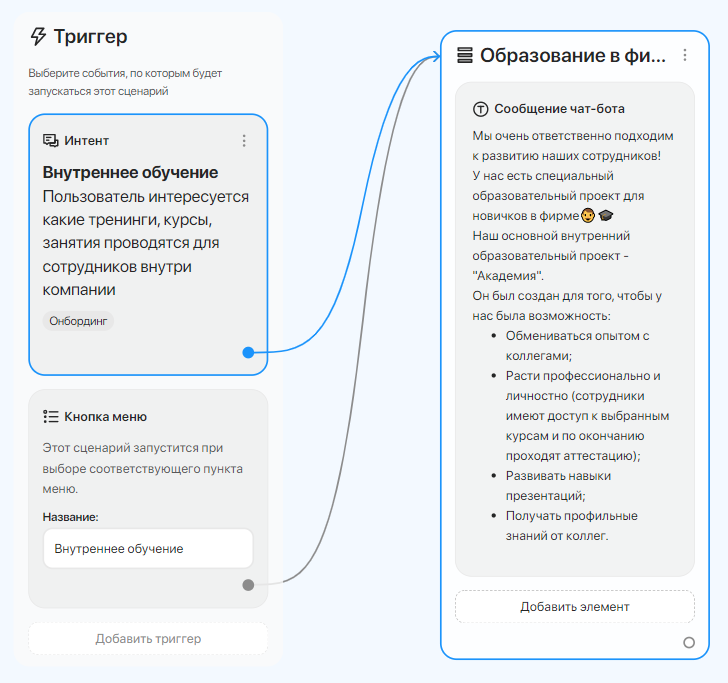 Триггер
Выберите события, по которым будет
запускаться этот сценарий
Интент
Внутреннее обучение
Пользователь интересуется
какие тренинги, курсы,
занятия проводятся для
сотрудников внутри
компании
Онбординг
Кнопка меню
Этот сценарий запустится при
выборе соответствующего пункта
меню.
Название:
Внутреннее обучение
Добавить триггер
Образование в фи...
Сообщение чат-бота
Мы очень ответственно подходим
к развитию наших сотрудников!
У нас есть специальный
образовательный проект для
новичков в фирме👨‍🎓
Наш основной внутренний
образовательный проект -
"Академия".
Он был создан для того, чтобы у
нас была возможность:
• Обмениваться опытом с
коллегами;
• Расти профессионально и
личностно (сотрудники
имеют доступ к выбранным
курсам и по окончанию
проходят аттестацию);
• Развивать навыки
презентаций;
• Получать профильные
знаний от коллег.
Добавить элемент